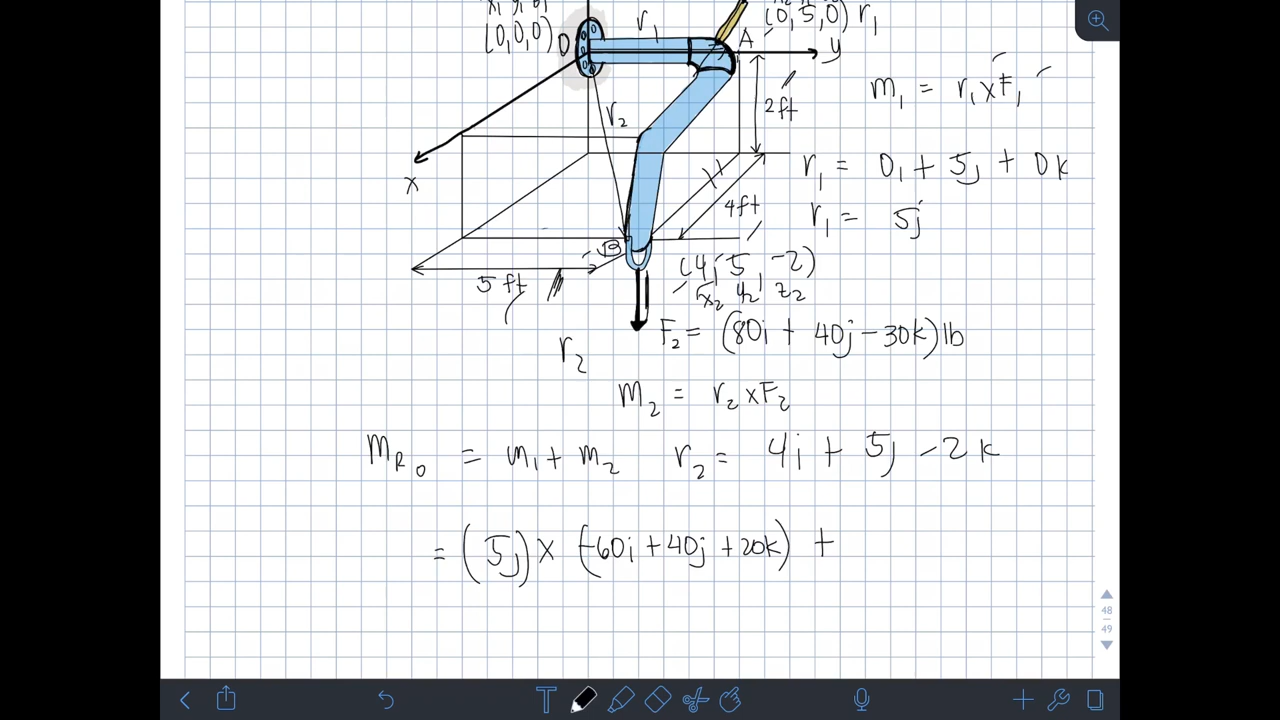 (0,0,0) O
r1
A
(0, 5, 0) r1
y
2ft
m1 = r1 x F1
r2
r1 = 0i + 5j + 0k
x
4ft
r1 = 5j
B
(4, 5, -2)
x2 y2 z2
5 ft
F2 = (80i + 40j - 30k) lb
r2
m2 = r2 x F2
mRO = m1 + m2
r2 = 4i + 5j - 2k
= (5j) x (-60i + 40j + 20k) +
48
49
T